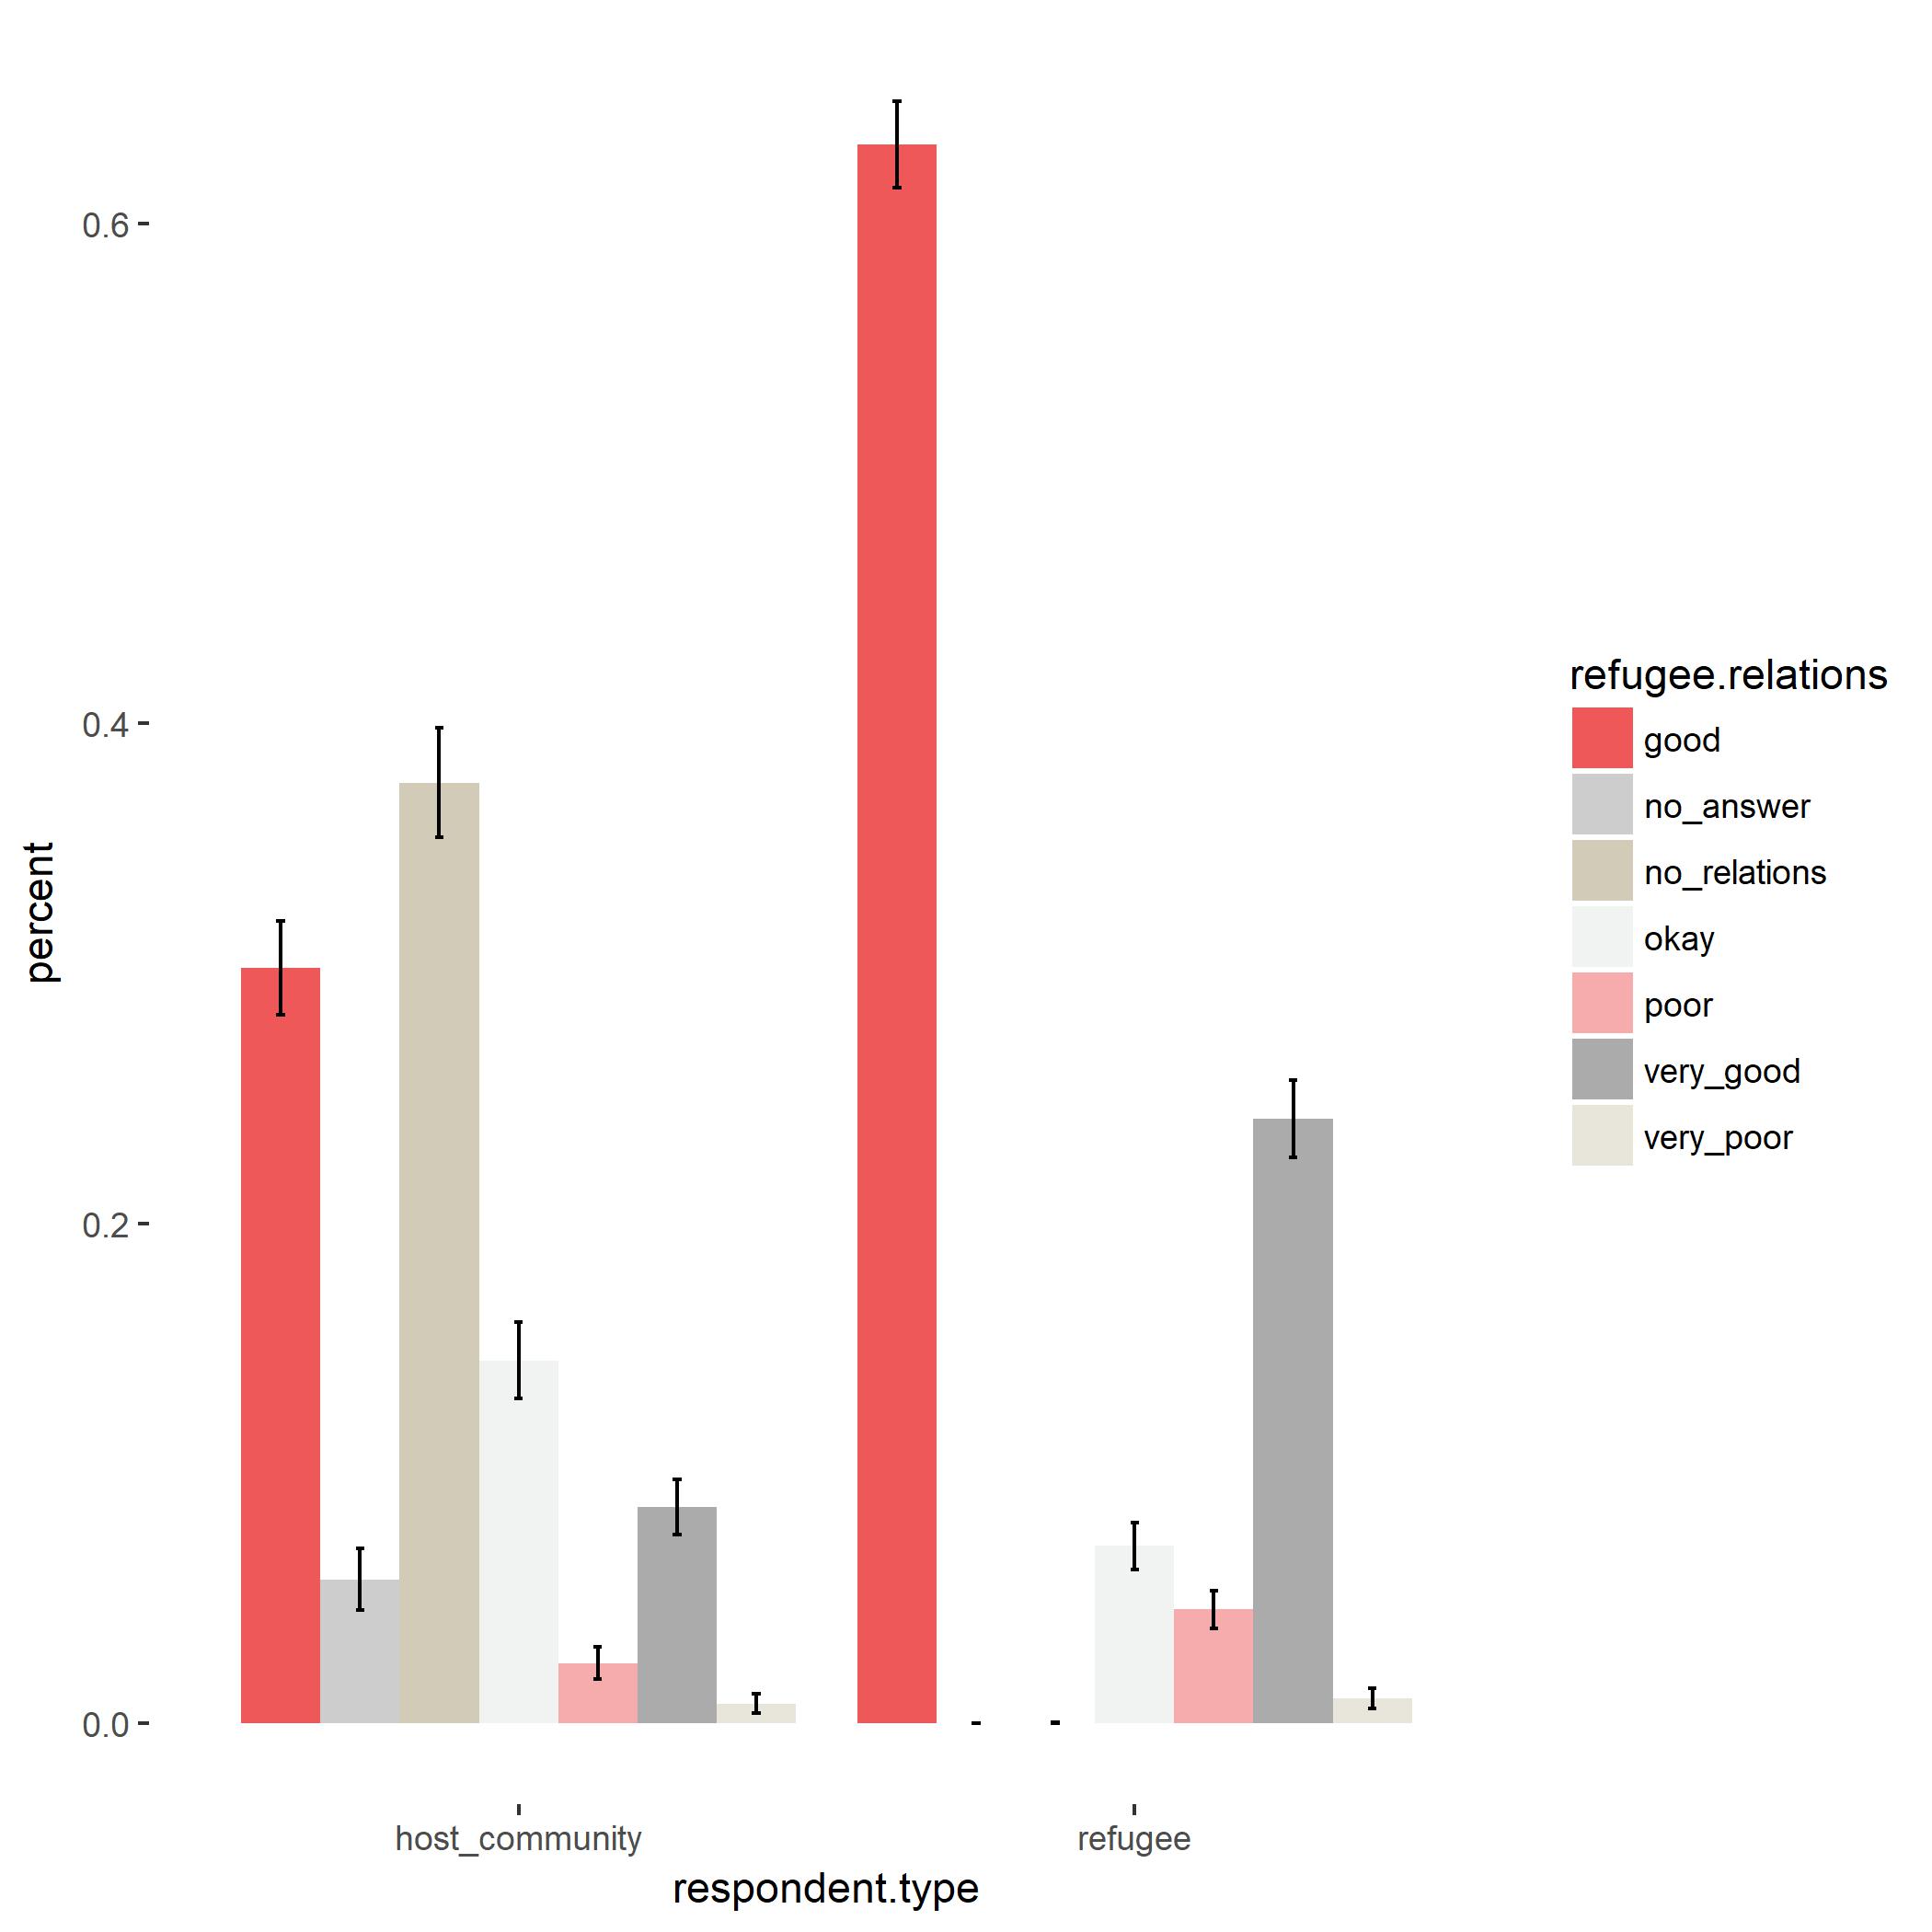 percent
0.6
0.4
0.2
0.0
host_community
refugee
respondent.type
refugee.relations
good
no_answer
no_relations
okay
poor
very_good
very_poor